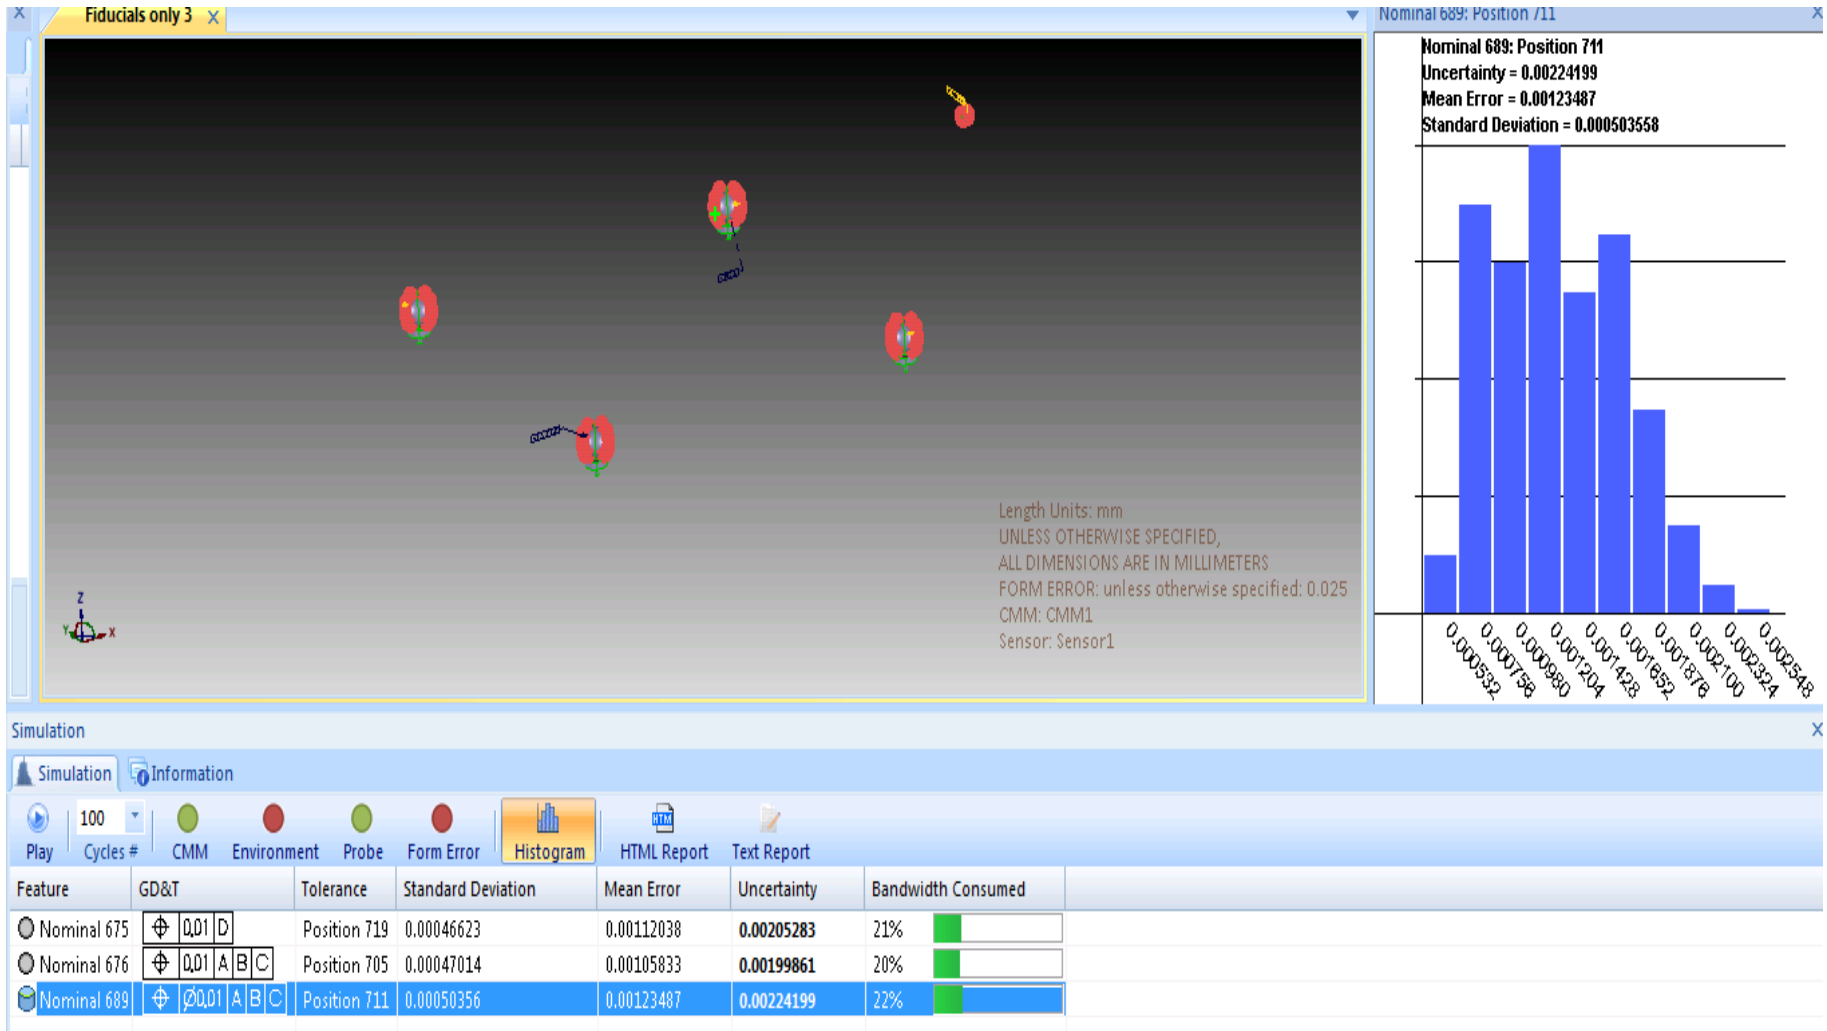 Fiducials only 3
Nominal 689: Position 711
Nominal 689: Position 711
Uncertainty = 0.00224199
Mean Error = 0.00123487
Standard Deviation = 0.000503558
0.000532
0.000756
0.000980
0.001204
0.001428
0.001652
0.001876
0.002100
0.002324
0.002548
Length Units: mm
UNLESS OTHERWISE SPECIFIED,
ALL DIMENSIONS ARE IN MILLIMETERS
FORM ERROR: unless otherwise specified: 0.025
CMM: CMM1
Sensor: Sensor1
Z
Y X
Simulation
Simulation Information
100
Play Cycles # CMM Environment Probe Form Error Histogram HTML Report Text Report
HTM
Feature GD&T Tolerance Standard Deviation Mean Error Uncertainty Bandwidth Consumed
Nominal 675 ⌖ 0,01 D Position 719 0.00046623 0.00112038 0.00205283 21%
Nominal 676 ⌖ 0,01 A B C Position 705 0.00047014 0.00105833 0.00199861 20%
Nominal 689 ⌖ Ø0,01 A B C Position 711 0.00050356 0.00123487 0.00224199 22%